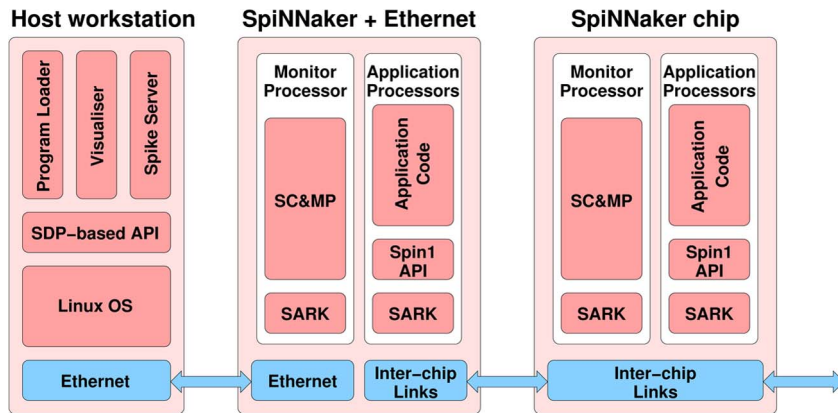 Host workstation
Program Loader
Visualiser
Spike Server
SDP-based API
Linux OS
Ethernet
SpiNNaker + Ethernet
Monitor
Processor
SC&MP
SARK
Application
Processors
Application
Code
Spin1
API
SARK
Ethernet
Inter-chip
Links
SpiNNaker chip
Monitor
Processor
SC&MP
SARK
Application
Processors
Application
Code
Spin1
API
SARK
Inter-chip
Links